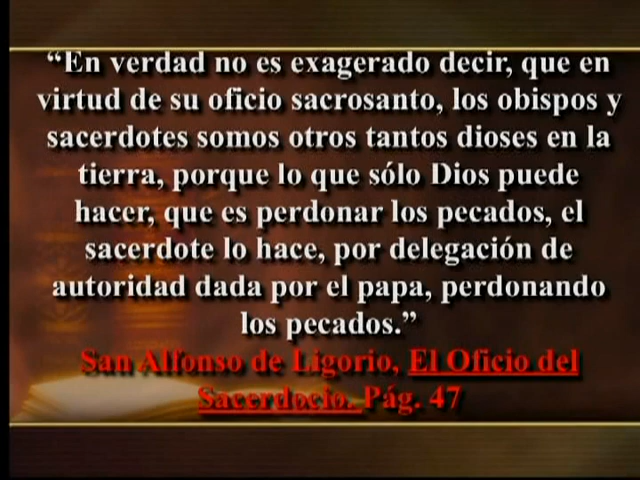 “En verdad no es exagerado decir, que en
virtud de su oficio sacrosanto, los obispos y
sacerdotes somos otros tantos dioses en la
tierra, porque lo que sólo Dios puede
hacer, que es perdonar los pecados, el
sacerdote lo hace, por delegación de
autoridad dada por el papa, perdonando
los pecados.”
San Alfonso de Ligorio, El Oficio del
Sacerdocio. Pág. 47